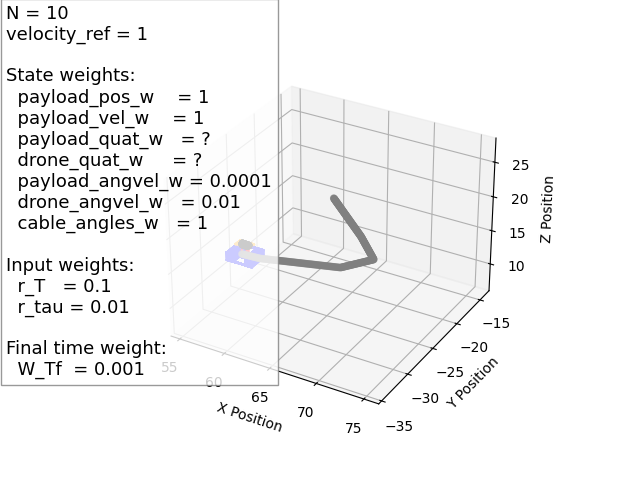 N = 10
velocity_ref = 1
State weights:
payload_pos_w = 1
payload_vel_w = 1
payload_quat_w = ?
drone_quat_w = ?
payload_angvel_w = 0.0001
drone_angvel_w = 0.01
cable_angles_w = 1
Input weights:
r_T = 0.1
r_tau = 0.01
Final time weight:
W_Tf = 0.001
55
60
65
70
75
X Position
−35
−30
−25
−20
−15
Y Position
10
15
20
25
Z Position